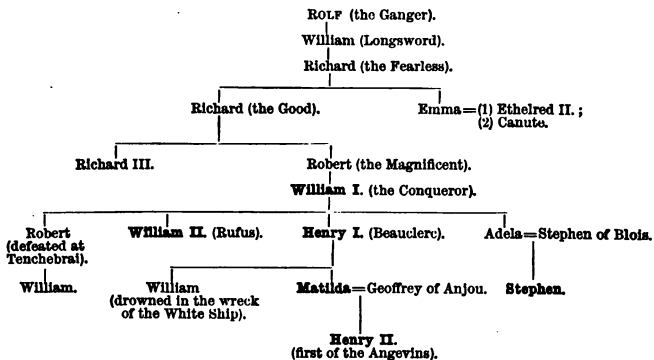 ROLF (the Ganger).
William (Longsword).
Richard (the Fearless).
Richard (the Good).
Emma=(1) Ethelred II. ;
(2) Canute.
Richard III.
Robert (the Magnificent).
William I. (the Conqueror).
Robert
(defeated at
Tenchebrai).
William II. (Rufus).
Henry I. (Beauclerc).
Adela=Stephen of Blois.
William.
William
(drowned in the wreck
of the White Ship).
Matilda=Geoffrey of Anjou.
Stephen.
Henry II.
(first of the Angevins).